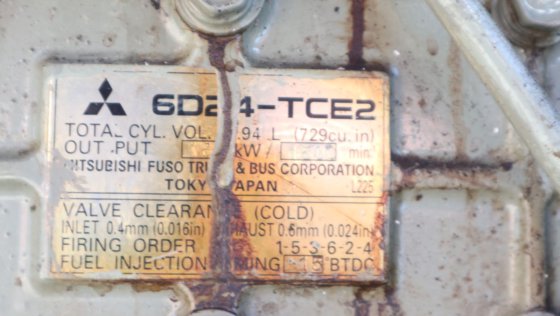 6D24-TCE2
TOTAL CYL. VOL. .94 L (729cu.in)
OUT PUT kW/ min
MITSUBISHI FUSO TRU & BUS CORPORATION
TOKY JAPAN L225
VALVE CLEARAN E (COLD)
INLET 0.4mm (0.016in) HAUST 0.6mm (0.024in)
FIRING ORDER 1-5-3-6-2-4
FUEL INJECTION 5 BTDC